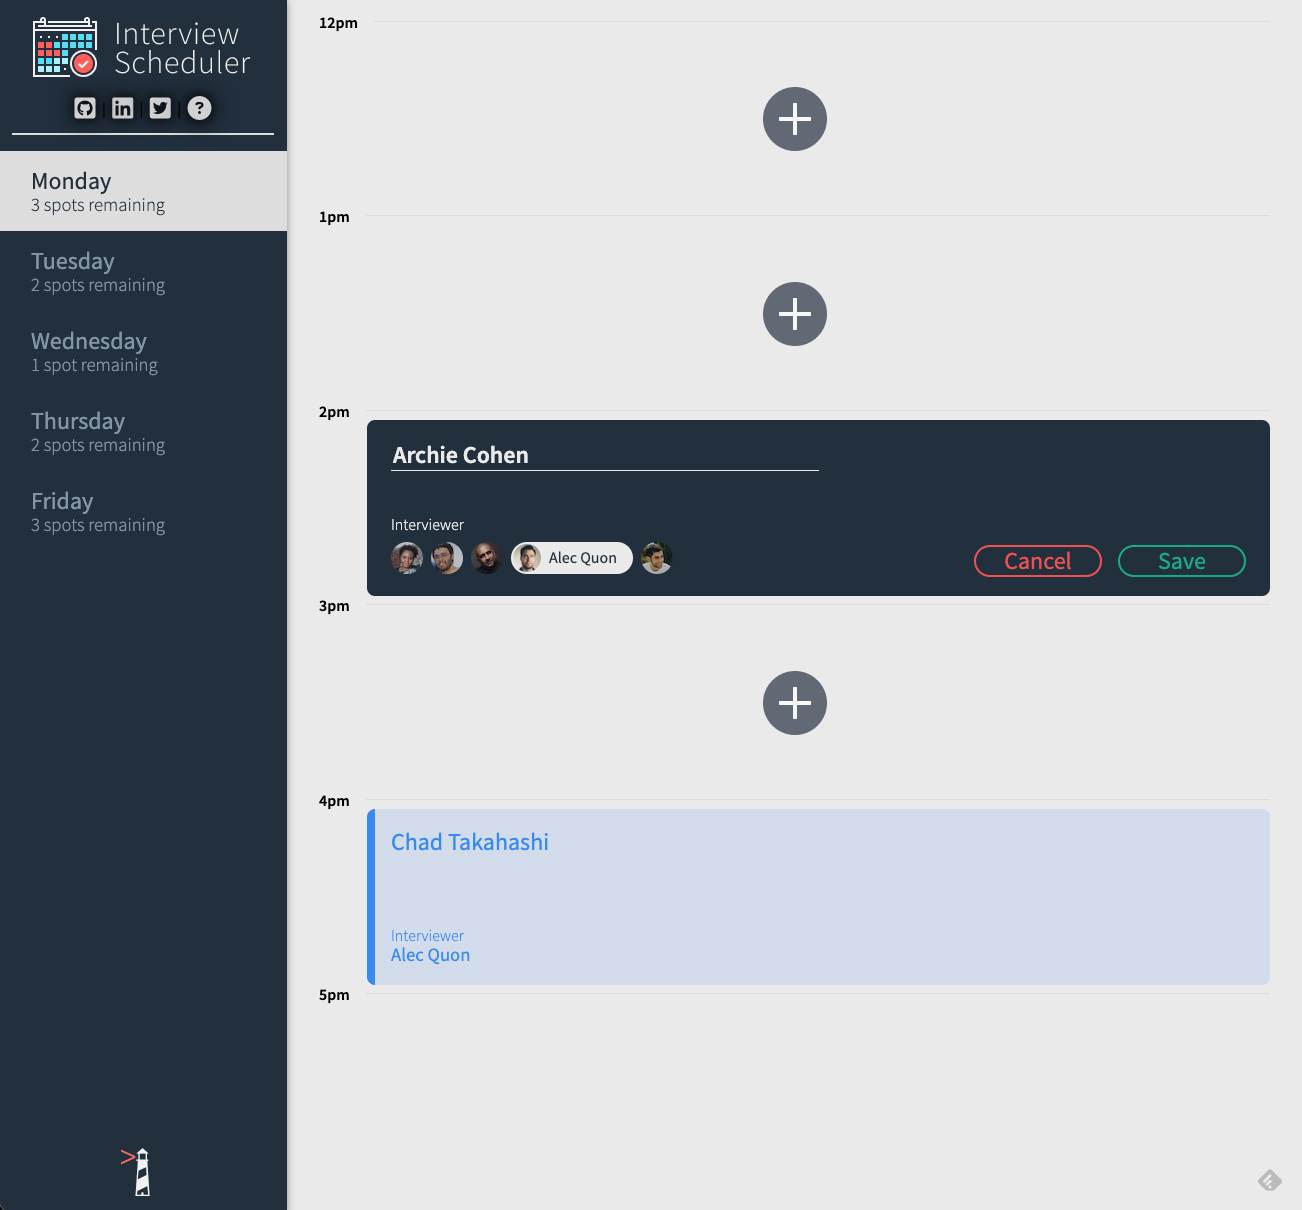 Interview
Scheduler
Monday
3 spots remaining
Tuesday
2 spots remaining
Wednesday
1 spot remaining
Thursday
2 spots remaining
Friday
3 spots remaining
12pm
1pm
2pm
Archie Cohen
Interviewer
Alec Quon
Cancel
Save
3pm
4pm
Chad Takahashi
Interviewer
Alec Quon
5pm